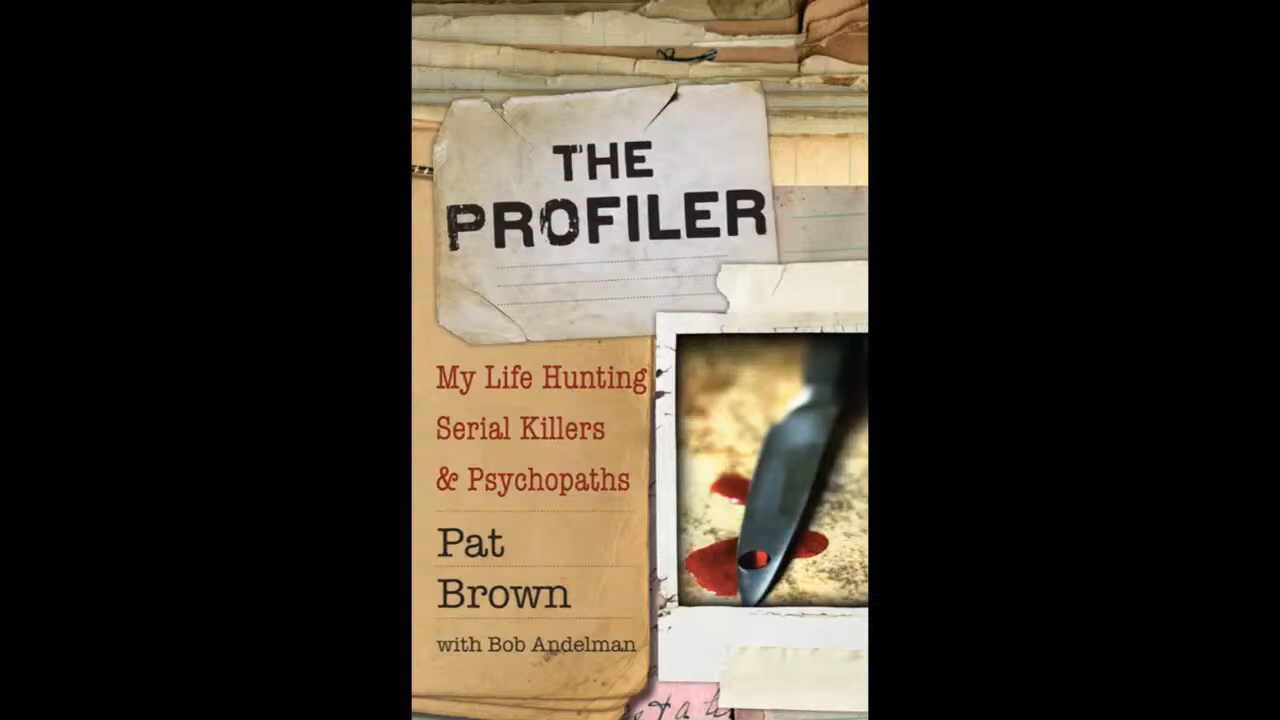 THE
PROFILER
My Life Hunting
Serial Killers
& Psychopaths
Pat
Brown
with Bob Andelman